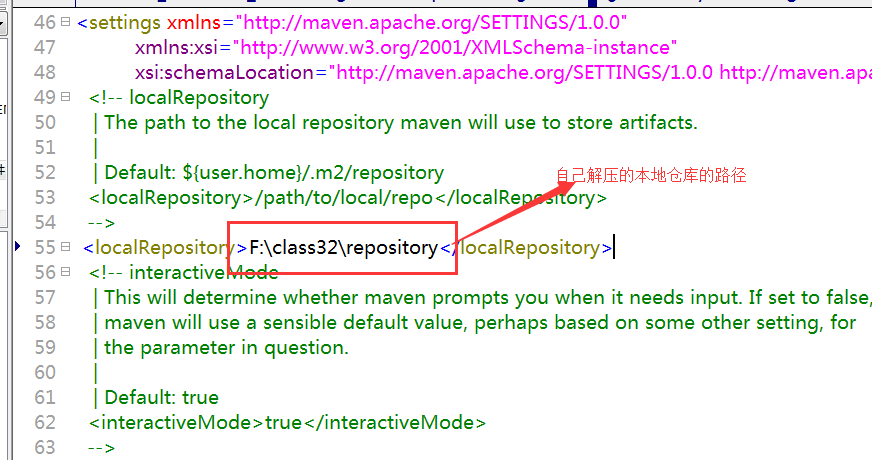 46 <settings xmlns="http://maven.apache.org/SETTINGS/1.0.0"
47 xmlns:xsi="http://www.w3.org/2001/XMLSchema-instance"
48 xsi:schemaLocation="http://maven.apache.org/SETTINGS/1.0.0 http://maven.apa
49 <!-- localRepository
50 | The path to the local repository maven will use to store artifacts.
51 |
52 | Default: ${user.home}/.m2/repository
自己解压的本地仓库的路径
53 <localRepository>/path/to/local/repo</localRepository>
54 -->
55 <localRepository>F:\class32\repository</localRepository>
56 <!-- interactiveMode
57 | This will determine whether maven prompts you when it needs input. If set to false,
58 | maven will use a sensible default value, perhaps based on some other setting, for
59 | the parameter in question.
60 |
61 | Default: true
62 <interactiveMode>true</interactiveMode>
63 -->